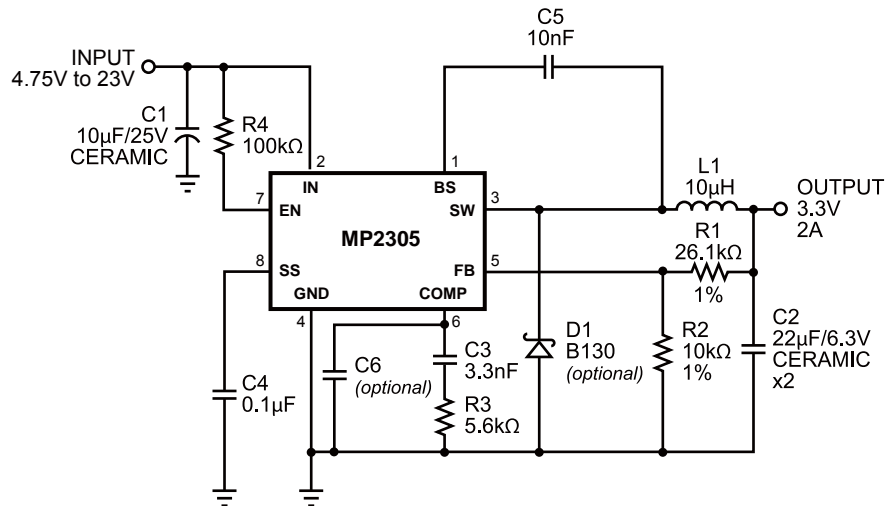 C5
10nF
INPUT
4.75V to 23V
C1
10µF/25V
CERAMIC
R4
100kΩ
2
1
IN
BS
L1
10µH
OUTPUT
3.3V
2A
7
EN
SW
3
MP2305
R1
26.1kΩ
1%
8
SS
FB
5
GND
COMP
4
6
C4
0.1µF
C6
(optional)
C3
3.3nF
R3
5.6kΩ
D1
B130
(optional)
R2
10kΩ
1%
C2
22µF/6.3V
CERAMIC
x2